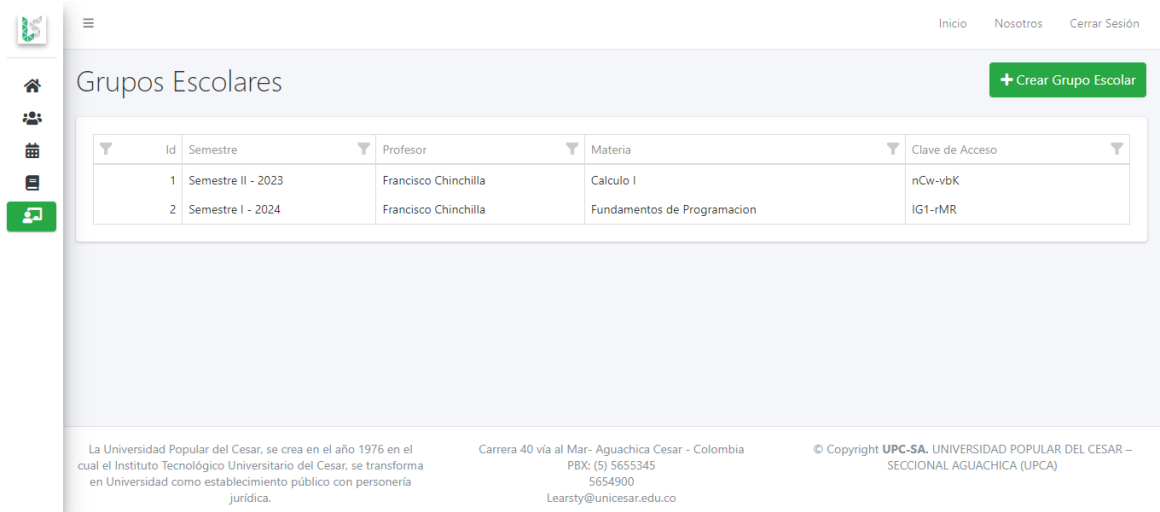 Inicio Nosotros Cerrar Sesión
Grupos Escolares
Crear Grupo Escolar
Id Semestre Profesor Materia Clave de Acceso
1 Semestre II - 2023 Francisco Chinchilla Calculo I nCw-vbK
2 Semestre I - 2024 Francisco Chinchilla Fundamentos de Programacion IG1-rMR
La Universidad Popular del Cesar, se crea en el año 1976 en el
cual el Instituto Tecnológico Universitario del Cesar, se transforma
en Universidad como establecimiento público con personería
jurídica.
Carrera 40 vía al Mar- Aguachica Cesar - Colombia
PBX: (5) 5655345
5654900
Learsty@unicesar.edu.co
© Copyright UPC-SA. UNIVERSIDAD POPULAR DEL CESAR –
SECCIONAL AGUACHICA (UPCA)